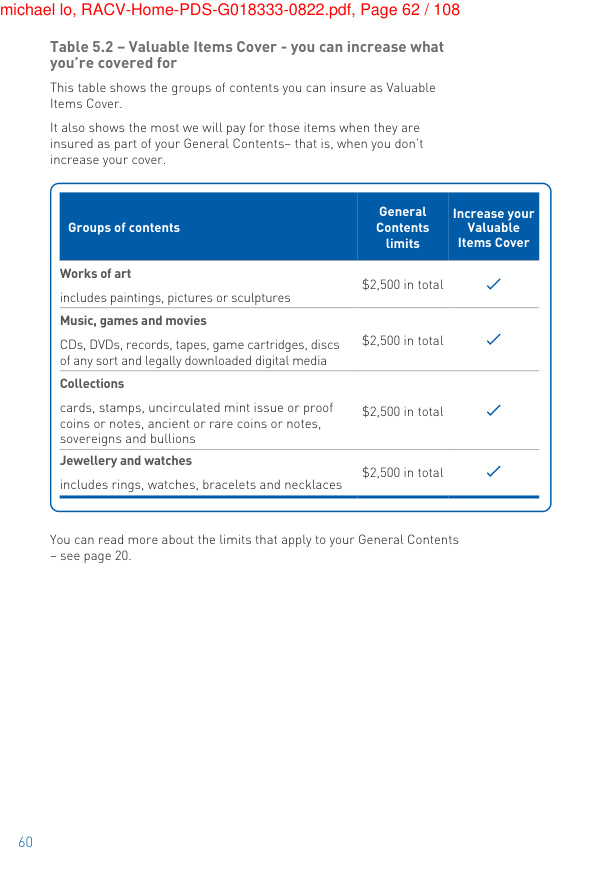 michael lo, RACV-Home-PDS-G018333-0822.pdf, Page 62 / 108
Table 5.2 – Valuable Items Cover - you can increase what
you're covered for
This table shows the groups of contents you can insure as Valuable
Items Cover.
It also shows the most we will pay for those items when they are
insured as part of your General Contents– that is, when you don't
increase your cover.
Groups of contents
General
Contents
limits
Increase your
Valuable
Items Cover
Works of art
includes paintings, pictures or sculptures
$2,500 in total
✓
Music, games and movies
CDs, DVDs, records, tapes, game cartridges, discs
of any sort and legally downloaded digital media
$2,500 in total
✓
Collections
cards, stamps, uncirculated mint issue or proof
coins or notes, ancient or rare coins or notes,
sovereigns and bullions
$2,500 in total
✓
Jewellery and watches
includes rings, watches, bracelets and necklaces
$2,500 in total
✓
You can read more about the limits that apply to your General Contents
– see page 20.
60